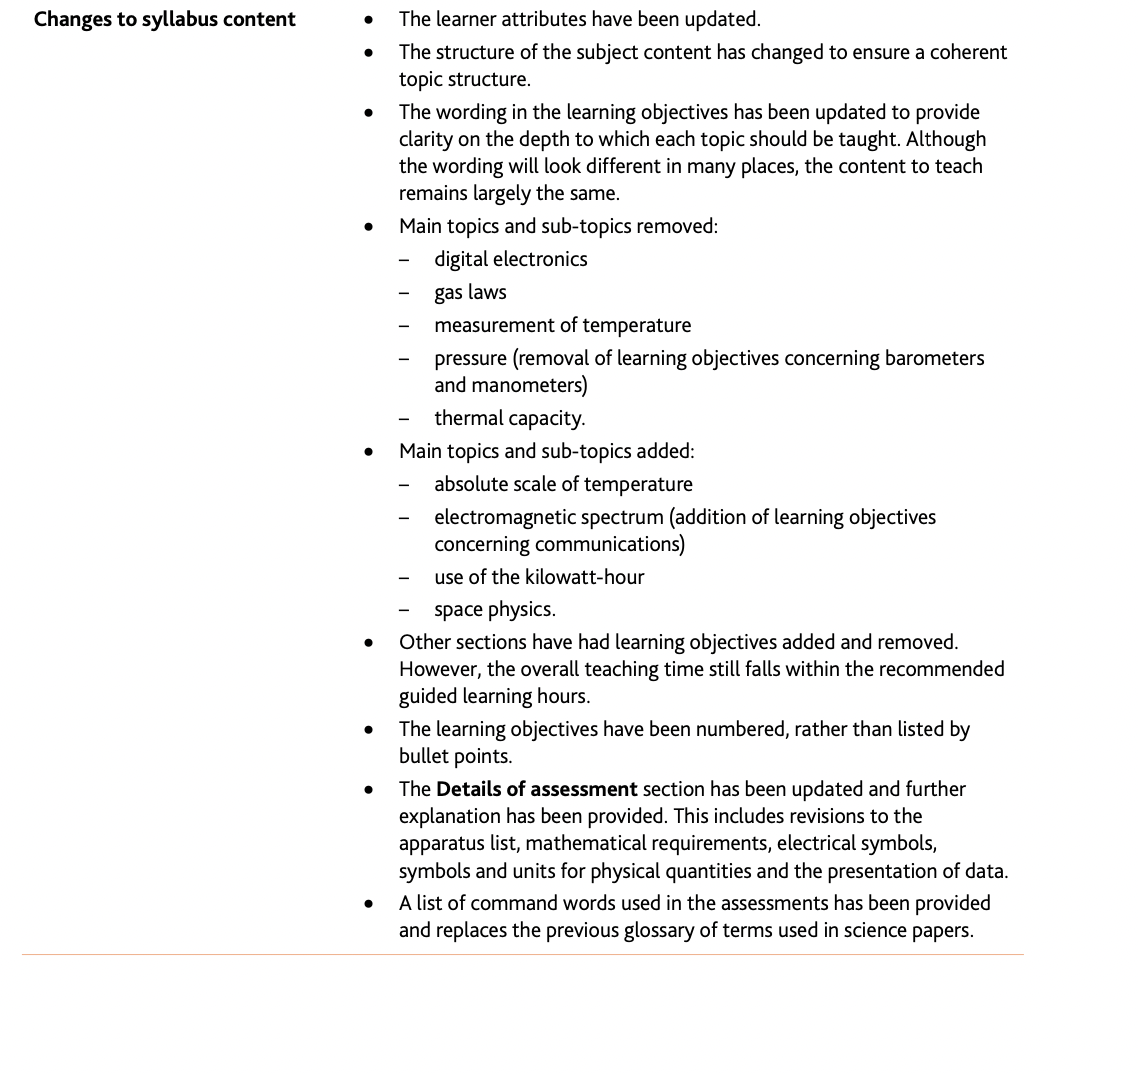 Changes to syllabus content
• The learner attributes have been updated.
• The structure of the subject content has changed to ensure a coherent
topic structure.
• The wording in the learning objectives has been updated to provide
clarity on the depth to which each topic should be taught. Although
the wording will look different in many places, the content to teach
remains largely the same.
• Main topics and sub-topics removed:
– digital electronics
– gas laws
– measurement of temperature
– pressure (removal of learning objectives concerning barometers
and manometers)
– thermal capacity.
• Main topics and sub-topics added:
– absolute scale of temperature
– electromagnetic spectrum (addition of learning objectives
concerning communications)
– use of the kilowatt-hour
– space physics.
• Other sections have had learning objectives added and removed.
However, the overall teaching time still falls within the recommended
guided learning hours.
• The learning objectives have been numbered, rather than listed by
bullet points.
• The Details of assessment section has been updated and further
explanation has been provided. This includes revisions to the
apparatus list, mathematical requirements, electrical symbols,
symbols and units for physical quantities and the presentation of data.
• A list of command words used in the assessments has been provided
and replaces the previous glossary of terms used in science papers.